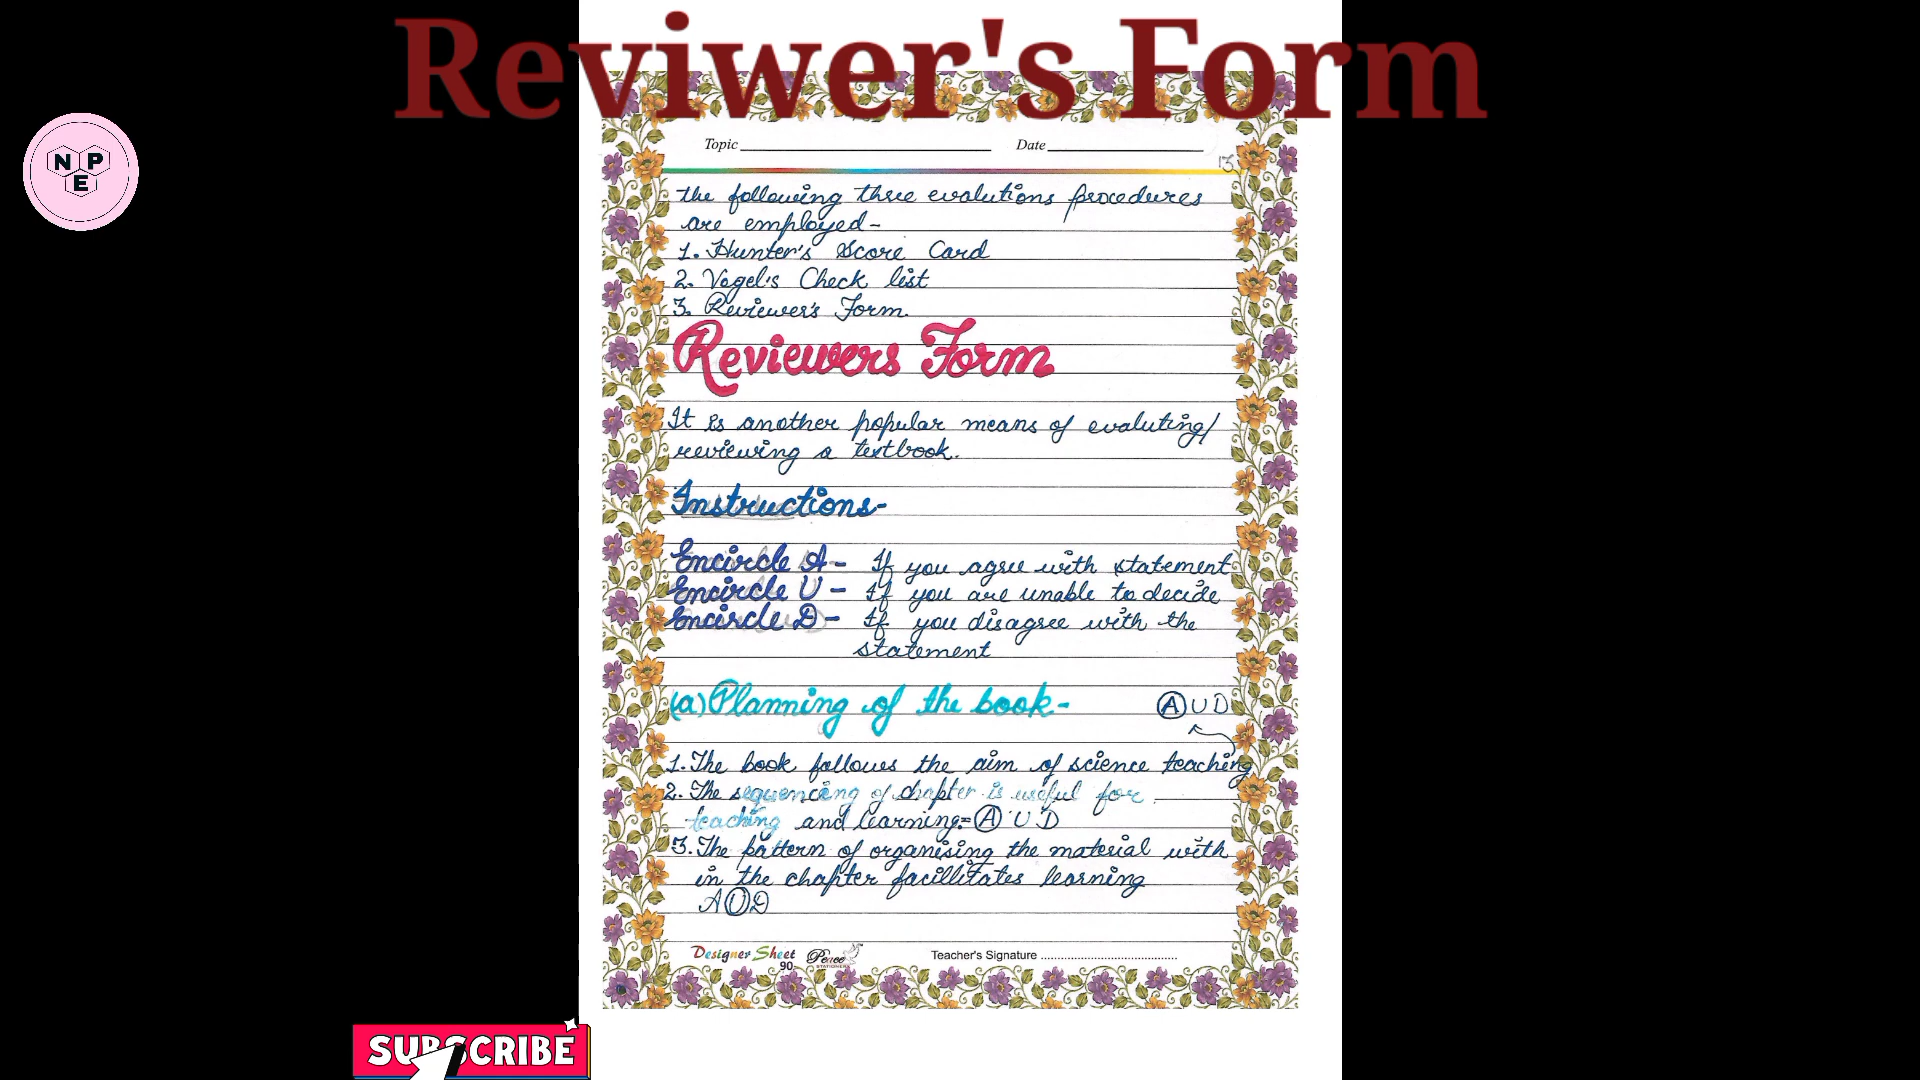 Reviwer's Form
N P
E
Topic Date
13
the following three evalutions procedures
are employed-
1. Hunter's Score Card
2. Vogel's Check list
3. Reviewer's Form.
Reviewers Form
It is another popular means of evaluting/
reviewing a textbook.
Instructions-
Encircle A- If you agree with statement
Encircle U - If you are unable to decide
Encircle D- If you disagree with the
statement
(a) Planning of the book- A U D
1. The book follows the aim of science teaching
2. The sequencing of chapter is useful for
teaching and learning:- A U D
3. The pattern of organising the material with
in the chapter facillitates learning
A U D
Designer Sheet
90
Peace
STATIONERS
Teacher's Signature ........................................
SUBSCRIBE